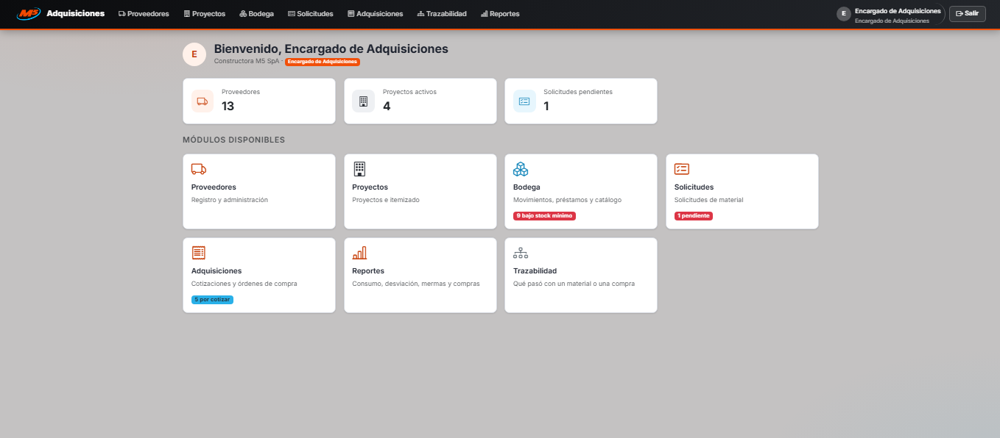 M5 Adquisiciones Proveedores Proyectos Bodega Solicitudes Adquisiciones Trazabilidad Reportes E Encargado de Adquisiciones Salir
Encargado de Adquisiciones
E Bienvenido, Encargado de Adquisiciones
Constructora M5 SpA · Encargado de Adquisiciones
Proveedores
13
Proyectos activos
4
Solicitudes pendientes
1
MÓDULOS DISPONIBLES
Proveedores
Registro y administración
Proyectos
Proyectos e itemizado
Bodega
Movimientos, préstamos y catálogo
9 bajo stock mínimo
Solicitudes
Solicitudes de material
1 pendiente
Adquisiciones
Cotizaciones y órdenes de compra
5 por cotizar
Reportes
Consumo, desviación, mermas y compras
Trazabilidad
Qué pasó con un material o una compra